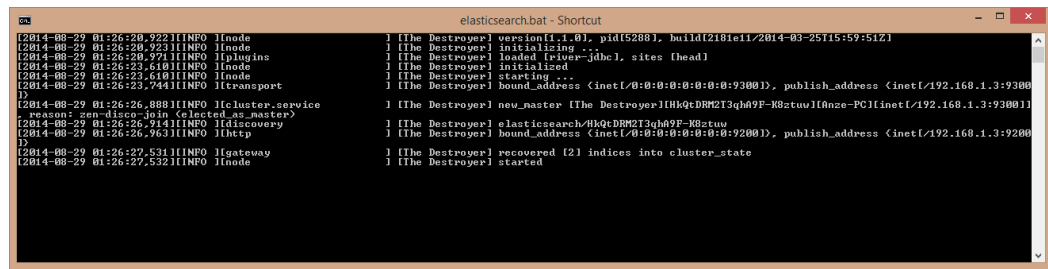 elasticsearch.bat - Shortcut
[2014-08-29 01:26:20,922][INFO ][node                     ] [The Destroyer] version[1.1.0], pid[5288], build[2181e11/2014-03-25T15:59:51Z]
[2014-08-29 01:26:20,923][INFO ][node                     ] [The Destroyer] initializing ...
[2014-08-29 01:26:20,971][INFO ][plugins                  ] [The Destroyer] loaded [river-jdbc], sites [head]
[2014-08-29 01:26:23,610][INFO ][node                     ] [The Destroyer] initialized
[2014-08-29 01:26:23,610][INFO ][node                     ] [The Destroyer] starting ...
[2014-08-29 01:26:23,744][INFO ][transport                ] [The Destroyer] bound_address {inet[/0:0:0:0:0:0:0:0:9300]}, publish_address {inet[/192.168.1.3:9300
]}
[2014-08-29 01:26:26,888][INFO ][cluster.service          ] [The Destroyer] new_master [The Destroyer][HkQtDRM2T3qhA9F-K8ztuw][Anze-PC][inet[/192.168.1.3:9300]]
, reason: zen-disco-join (elected_as_master)
[2014-08-29 01:26:26,914][INFO ][discovery                ] [The Destroyer] elasticsearch/HkQtDRM2T3qhA9F-K8ztuw
[2014-08-29 01:26:26,963][INFO ][http                     ] [The Destroyer] bound_address {inet[/0:0:0:0:0:0:0:0:9200]}, publish_address {inet[/192.168.1.3:9200
]}
[2014-08-29 01:26:27,531][INFO ][gateway                  ] [The Destroyer] recovered [2] indices into cluster_state
[2014-08-29 01:26:27,532][INFO ][node                     ] [The Destroyer] started